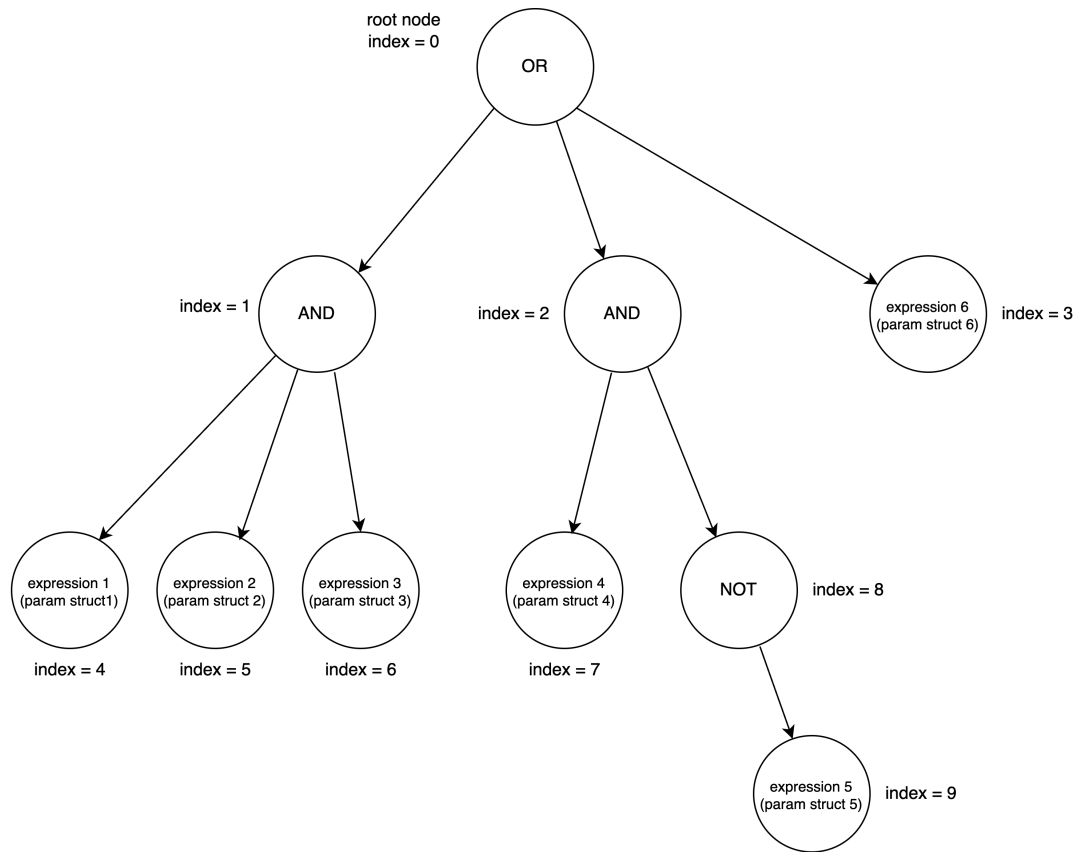 root node
index = 0
OR
index = 1
AND
index = 2
AND
expression 6
(param struct 6)
index = 3
expression 1
(param struct1)
expression 2
(param struct 2)
expression 3
(param struct 3)
expression 4
(param struct 4)
NOT
index = 8
index = 4
index = 5
index = 6
index = 7
expression 5
(param struct 5)
index = 9